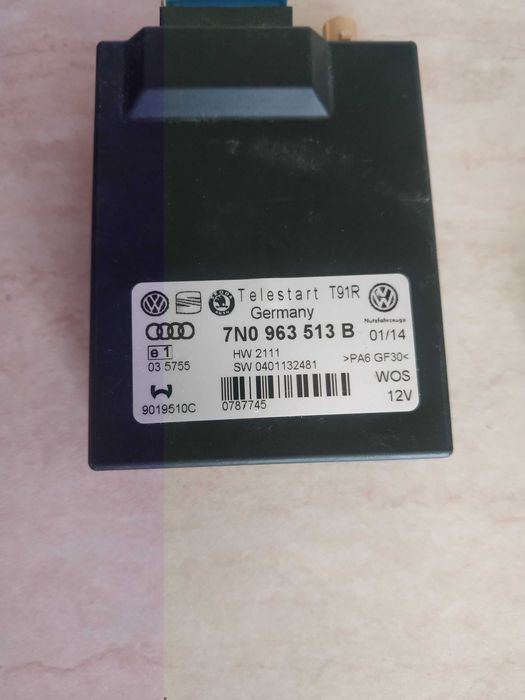 Telestart T91R
Germany
Nutzfahrzeuge
7N0 963 513 B 01/14
e1 HW 2111 >PA6 GF30<
03 5755 SW 0401132481
WOS
9019510C 0787745 12V